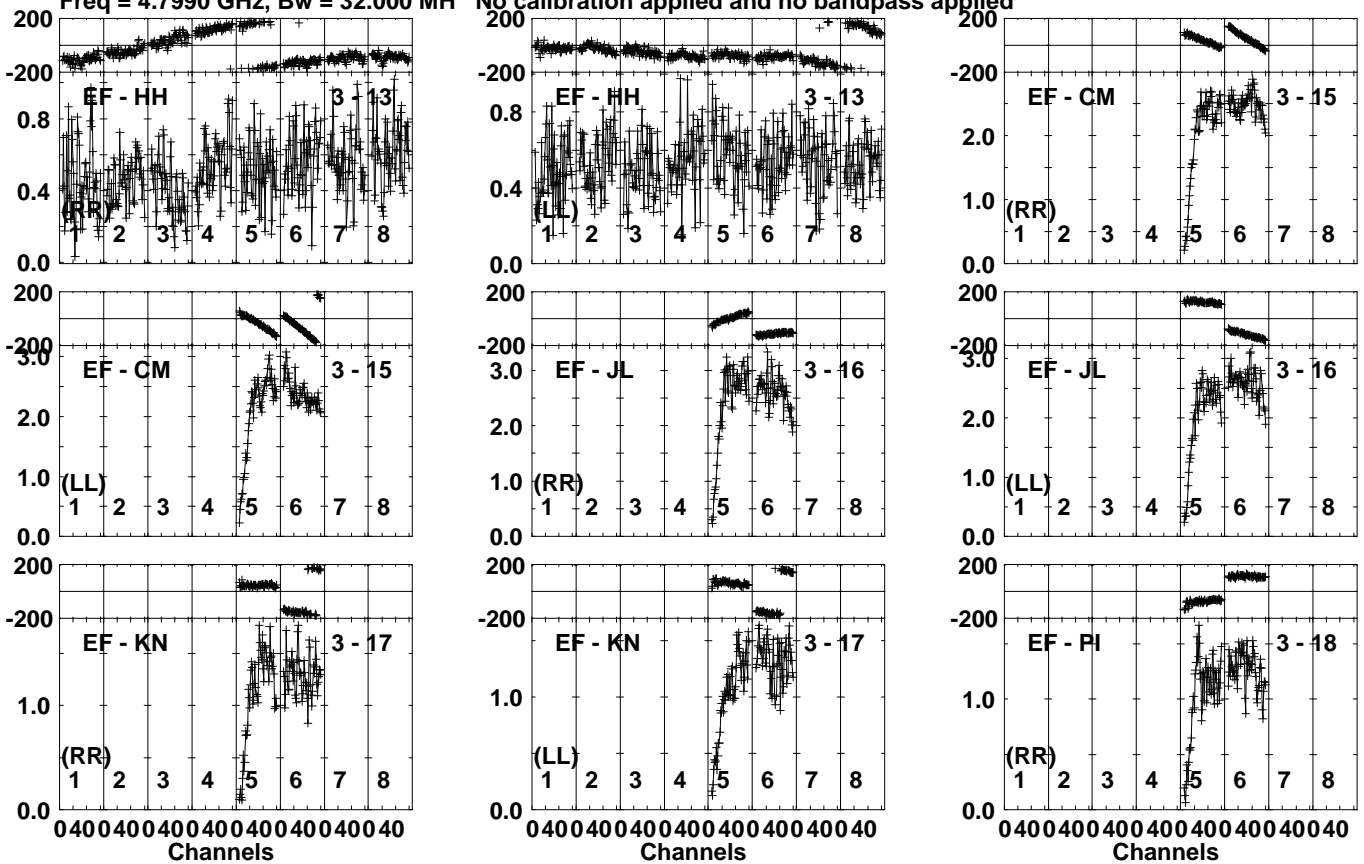 Freq = 4.7990 GHz, Bw = 32.000 MH No calibration applied and no bandpass applied
200
-200
EF - HH 3 - 13
0.8
0.4
(RR)
1 2 3 4 5 6 7 8
0.0
200
-200
EF - HH 3 - 13
0.8
0.4
(LL)
1 2 3 4 5 6 7 8
0.0
200
-200
EF - CM 3 - 15
2.0
1.0
(RR)
1 2 3 4 5 6 7 8
0.0
200
-200
3.0
EF - CM 3 - 15
2.0
1.0
(LL)
1 2 3 4 5 6 7 8
0.0
200
-200
3.0
EF - JL 3 - 16
2.0
1.0
(RR)
1 2 3 4 5 6 7 8
0.0
200
-200
3.0
EF - JL 3 - 16
2.0
1.0
(LL)
1 2 3 4 5 6 7 8
0.0
200
-200
EF - KN 3 - 17
1.0
(RR)
1 2 3 4 5 6 7 8
0.0
0 40 0 40 0 40 0 40 0 40 0 40 0 40 0 40
Channels
200
-200
EF - KN 3 - 17
1.0
(LL)
1 2 3 4 5 6 7 8
0.0
0 40 0 40 0 40 0 40 0 40 0 40 0 40 0 40
Channels
200
-200
EF - PI 3 - 18
1.0
(RR)
1 2 3 4 5 6 7 8
0.0
0 40 0 40 0 40 0 40 0 40 0 40 0 40 0 40
Channels